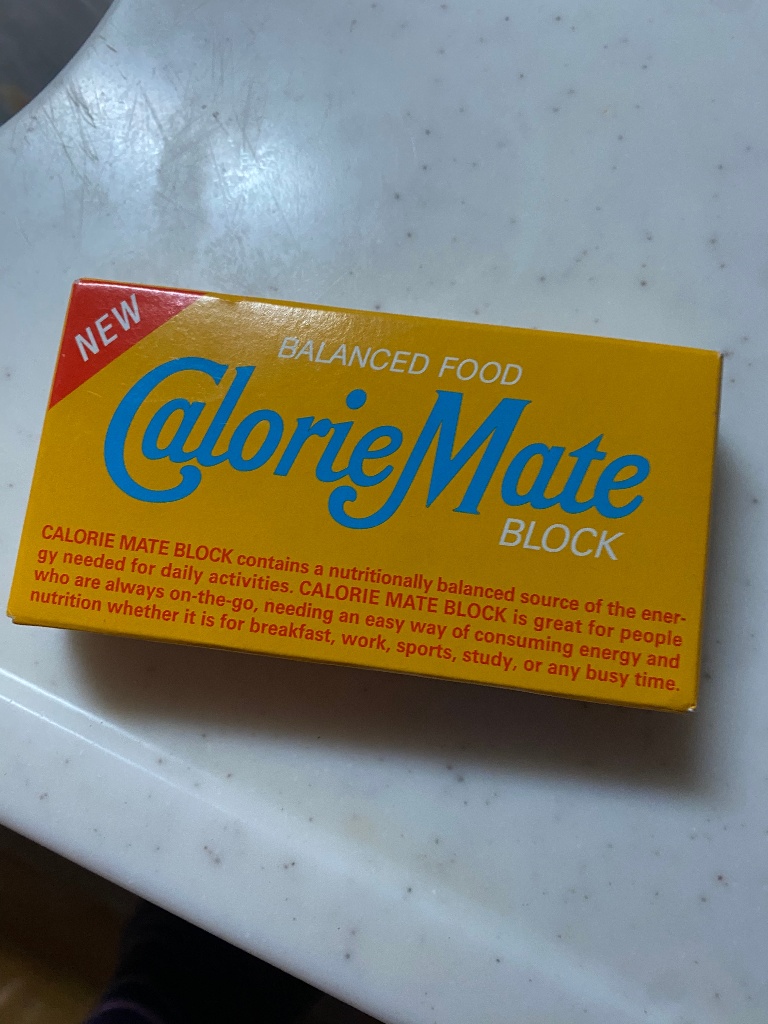 NEW
BALANCED FOOD
CalorieMate
BLOCK
CALORIE MATE BLOCK contains a nutritionally balanced source of the ener-
gy needed for daily activities. CALORIE MATE BLOCK is great for people
who are always on-the-go, needing an easy way of consuming energy and
nutrition whether it is for breakfast, work, sports, study, or any busy time.